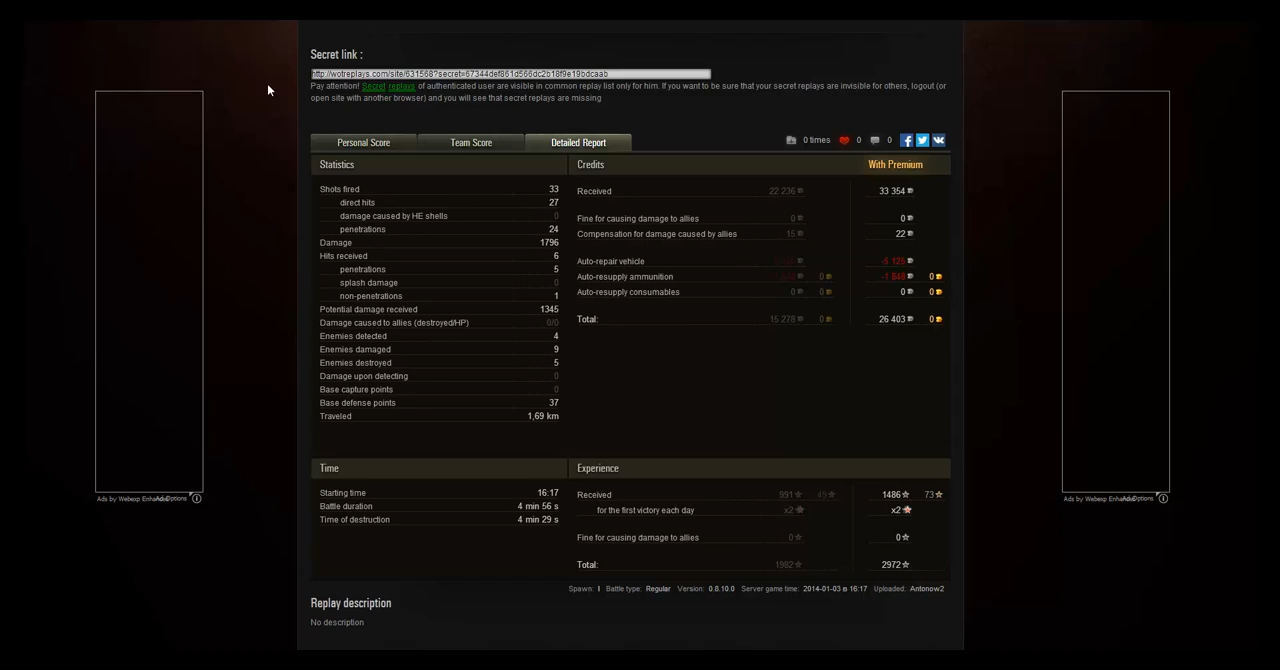 Secret link :
http://wotreplays.com/site/631568?secret=67344def861d566dc2b18f9e19bdcaab
Pay attention! Secret replays of authenticated user are visible in common replay list only for him. If you want to be sure that your secret replays are invisible for others, logout (or
open site with another browser) and you will see that secret replays are missing
Personal Score Team Score Detailed Report 0 times 0 0
Statistics Credits With Premium
Shots fired 33
direct hits 27
damage caused by HE shells 0
penetrations 24
Damage 1796
Hits received 6
penetrations 5
splash damage 0
non-penetrations 1
Potential damage received 1345
Damage caused to allies (destroyed/HP) 0/0
Enemies detected 4
Enemies damaged 9
Enemies destroyed 5
Damage upon detecting 0
Base capture points 0
Base defense points 37
Traveled 1,69 km
Received 22 236 33 354
Fine for causing damage to allies 0 0
Compensation for damage caused by allies 15 22
Auto-repair vehicle -5 125
Auto-resupply ammunition 0 -1 848 0
Auto-resupply consumables 0 0 0 0
Total: 15 278 0 26 403 0
Time Experience
Starting time 16:17
Battle duration 4 min 56 s
Time of destruction 4 min 29 s
Received 991 49 1486 73
for the first victory each day x2 x2
Fine for causing damage to allies 0 0
Total: 1982 2972
Spawn: I Battle type: Regular Version: 0.8.10.0 Server game time: 2014-01-03 в 16:17 Uploaded: Antonow2
Replay description
No description
Ads by Webexp Enhanced
Ad Options
Ads by Webexp Enhanced
Ad Options